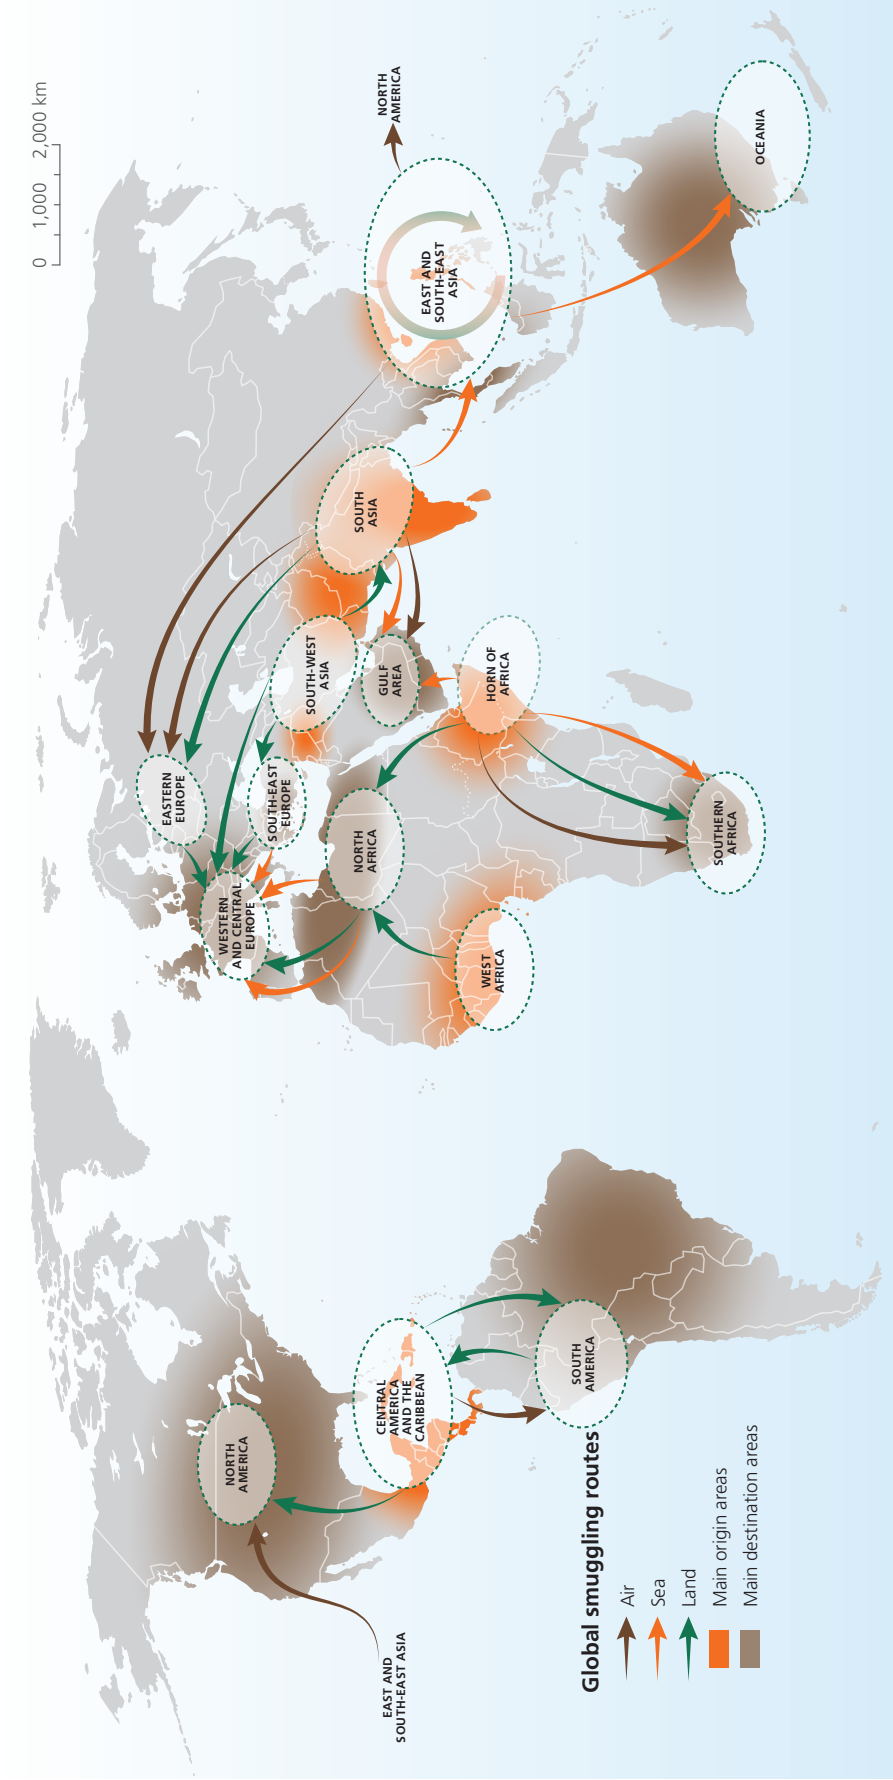 NORTH
AMERICA
EAST AND
SOUTH-EAST ASIA
CENTRAL
AMERICA
AND THE
CARIBBEAN
SOUTH
AMERICA
WESTERN
AND CENTRAL
EUROPE
EASTERN
EUROPE
SOUTH-EAST
EUROPE
NORTH
AFRICA
WEST
AFRICA
HORN OF
AFRICA
SOUTHERN
AFRICA
SOUTH-WEST
ASIA
GULF
AREA
SOUTH
ASIA
EAST AND
SOUTH-EAST
ASIA
NORTH
AMERICA
OCEANIA
0 1,000 2,000 km
Global smuggling routes
Air
Sea
Land
Main origin areas
Main destination areas